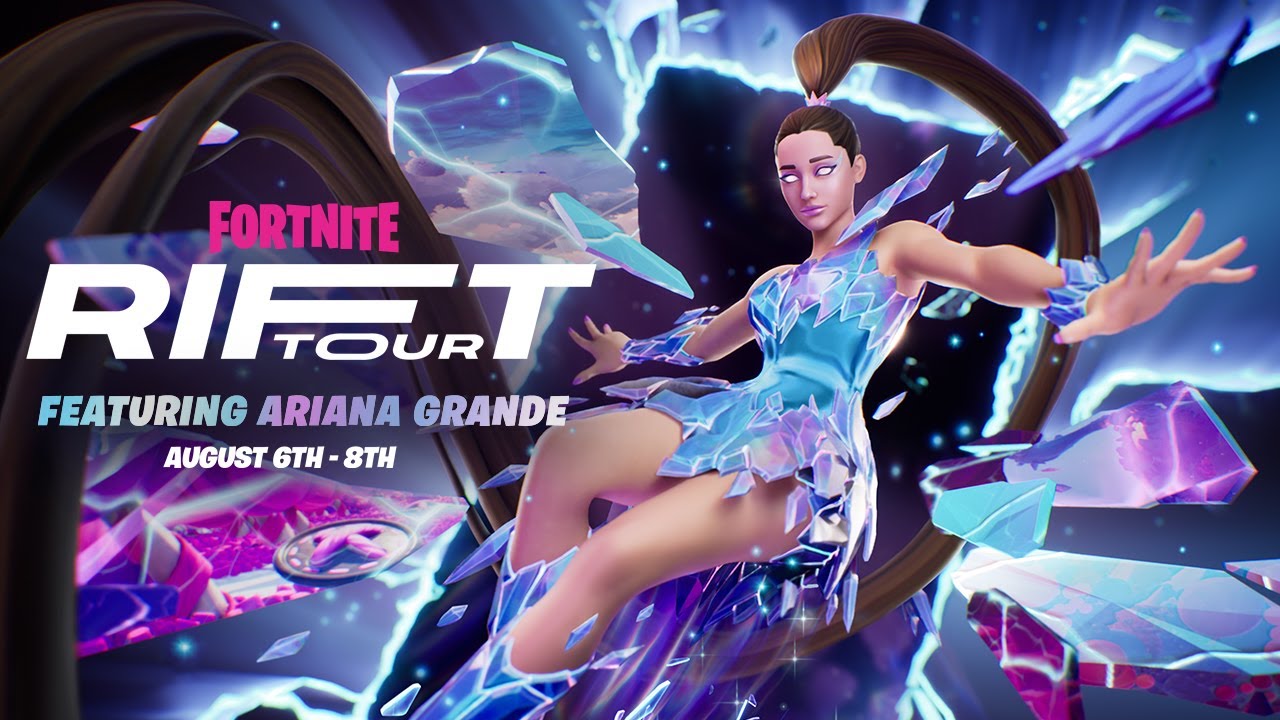 FORTNITE
RIFT
TOUR
FEATURING ARIANA GRANDE
AUGUST 6TH - 8TH